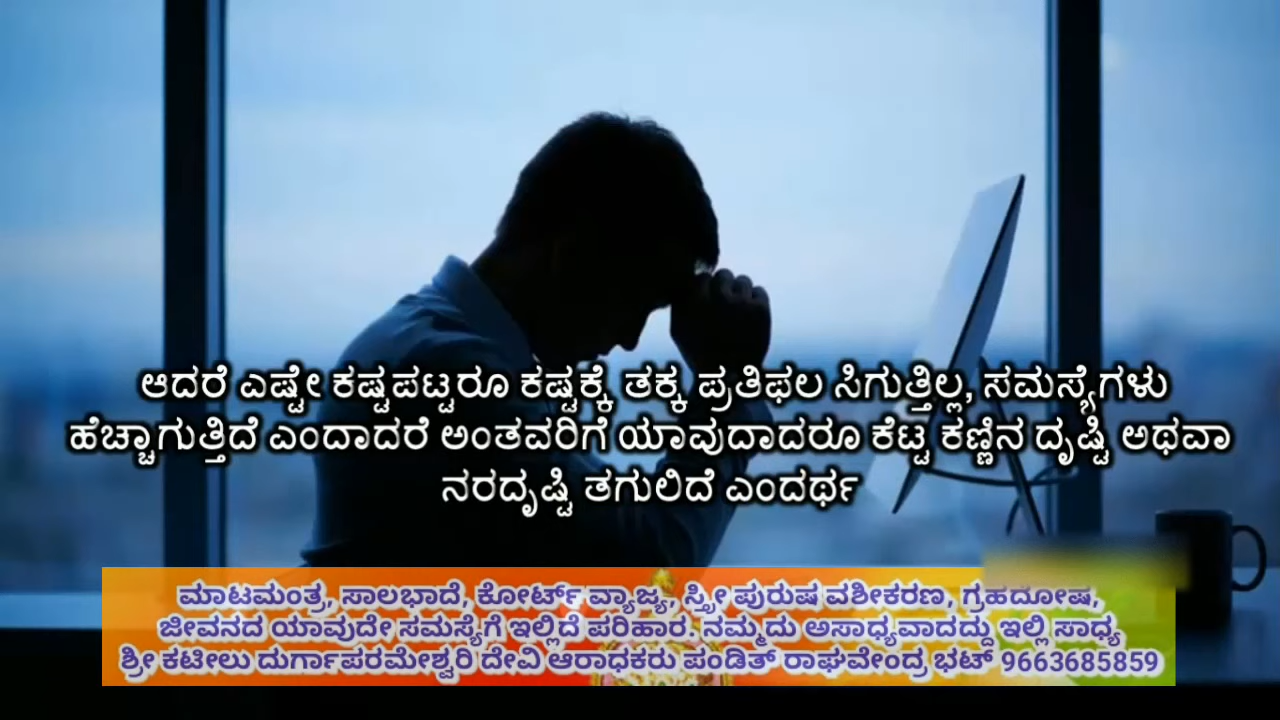 ಆದರೆ ಎಷ್ಟೇ ಕಷ್ಟಪಟ್ಟರೂ ಕಷ್ಟಕ್ಕೆ ತಕ್ಕ ಪ್ರತಿಫಲ ಸಿಗುತ್ತಿಲ್ಲ, ಸಮಸ್ಯೆಗಳು
ಹೆಚ್ಚಾಗುತ್ತಿದೆ ಎಂದಾದರೆ ಅಂತವರಿಗೆ ಯಾವುದಾದರೂ ಕೆಟ್ಟ ಕಣ್ಣಿನ ದೃಷ್ಟಿ ಅಥವಾ
ನರದೃಷ್ಟಿ ತಗುಲಿದೆ ಎಂದರ್ಥ
ಮಾಟಮಂತ್ರ, ಸಾಲಭಾದೆ, ಕೋರ್ಟ್ ವ್ಯಾಜ್ಯ, ಸ್ತ್ರೀ ಪುರುಷ ವಶೀಕರಣ, ಗ್ರಹದೋಷ,
ಜೀವನದ ಯಾವುದೇ ಸಮಸ್ಯೆಗೆ ಇಲ್ಲಿದೆ ಪರಿಹಾರ. ನಮ್ಮದು ಅಸಾಧ್ಯವಾದದ್ದು ಇಲ್ಲಿ ಸಾಧ್ಯ
ಶ್ರೀ ಕಟೀಲು ದುರ್ಗಾಪರಮೇಶ್ವರಿ ದೇವಿ ಆರಾಧಕರು ಪಂಡಿತ್ ರಾಘವೇಂದ್ರ ಭಟ್ 9663685859